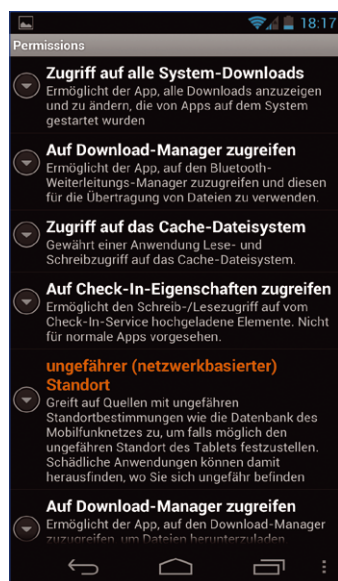 18:17
Permissions
Zugriff auf alle System-Downloads
Ermöglicht der App, alle Downloads anzuzeigen
und zu ändern, die von Apps auf dem System
gestartet wurden
Auf Download-Manager zugreifen
Ermöglicht der App, auf den Bluetooth-
Weiterleitungs-Manager zuzugreifen und diesen
für die Übertragung von Dateien zu verwenden.
Zugriff auf das Cache-Dateisystem
Gewährt einer Anwendung Lese- und
Schreibzugriff auf das Cache-Dateisystem.
Auf Check-In-Eigenschaften zugreifen
Ermöglicht den Schreib-/Lesezugriff auf vom
Check-In-Service hochgeladene Elemente. Nicht
für normale Apps vorgesehen.
ungefährer (netzwerkbasierter)
Standort
Greift auf Quellen mit ungefähren
Standortbestimmungen wie die Datenbank des
Mobilfunknetzes zu, um falls möglich den
ungefähren Standort des Tablets festzustellen.
Schädliche Anwendungen können damit
herausfinden, wo Sie sich ungefähr befinden
Auf Download-Manager zugreifen
Ermöglicht der App, auf den Download-Manager
zuzugreifen, um Dateien herunterzuladen